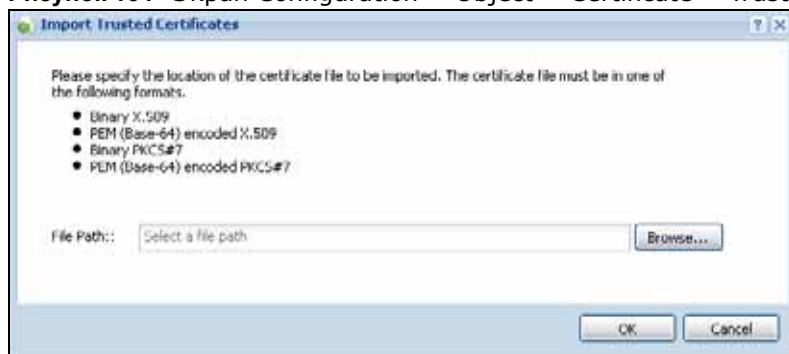 Import Trusted Certificates
Please specify the location of the certificate file to be imported. The certificate file must be in one of
the following formats.
● Binary X.509
● PEM (Base-64) encoded X.509
● Binary PKCS#7
● PEM (Base-64) encoded PKCS#7
File Path:: Select a file path Browse...
OK Cancel